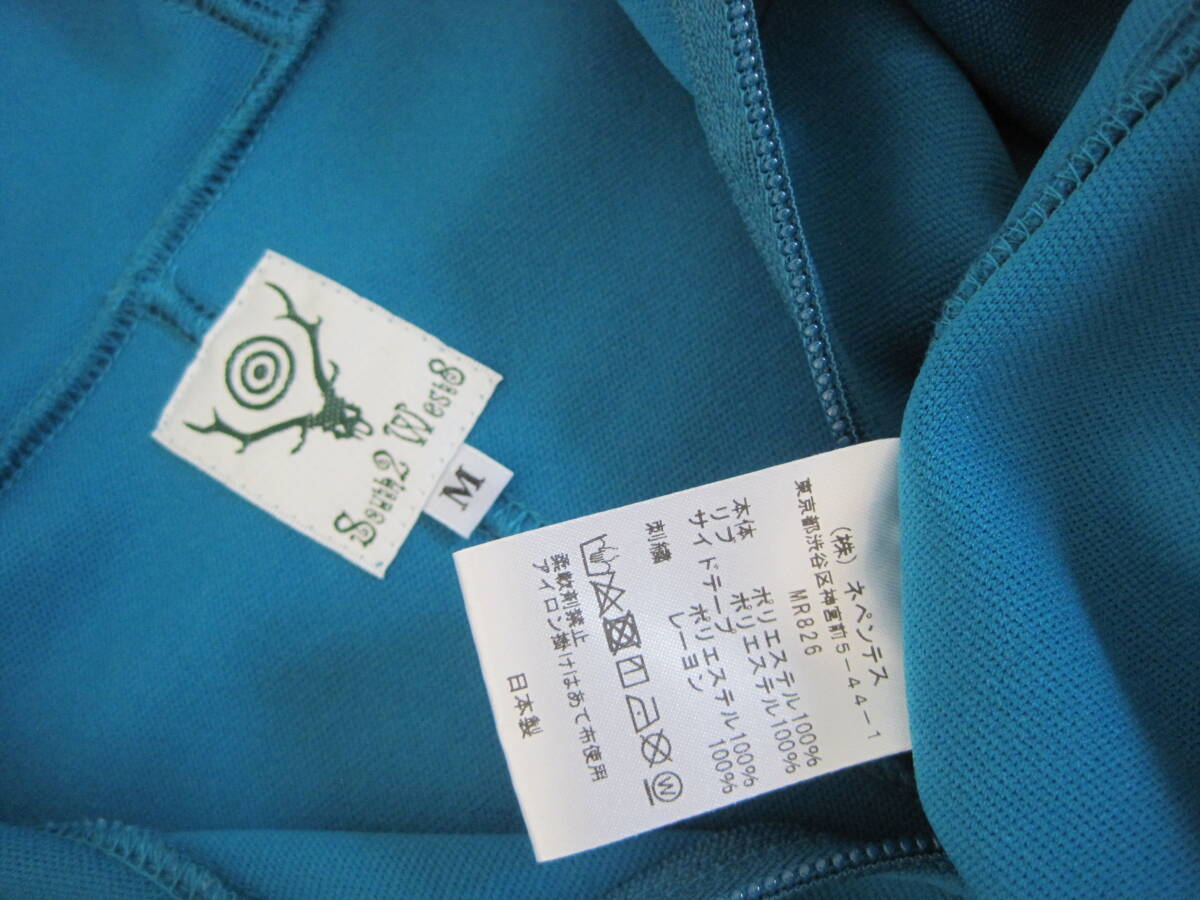 South2 West8
M
(株) ネペンテス
東京都渋谷区神宮前5-44-1
MR826
本体 ポリエステル100%
リブ ポリエステル100%
サイドテープ ポリエステル100%
刺繍 レーヨン 100%
W
柔軟剤禁止
アイロン掛けはあて布使用
日本製